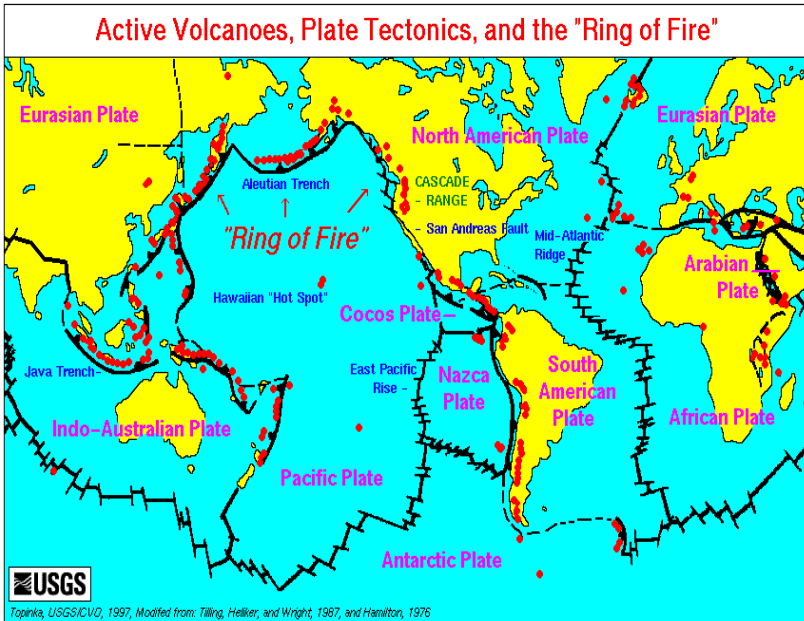 Active Volcanoes, Plate Tectonics, and the "Ring of Fire"
Eurasian Plate
North American Plate
Eurasian Plate
Aleutian Trench
CASCADE
RANGE
"Ring of Fire"
San Andreas Fault
Mid-Atlantic
Ridge
Arabian
Plate
Hawaiian "Hot Spot"
Cocos Plate
Java Trench
East Pacific
Rise
Nazca
Plate
South
American
Plate
Indo-Australian Plate
African Plate
Pacific Plate
Antarctic Plate
USGS
Topinka, USGS/CVO, 1997, Modifed from: Tilling, Heliker, and Wright, 1987, and Hamilton, 1976